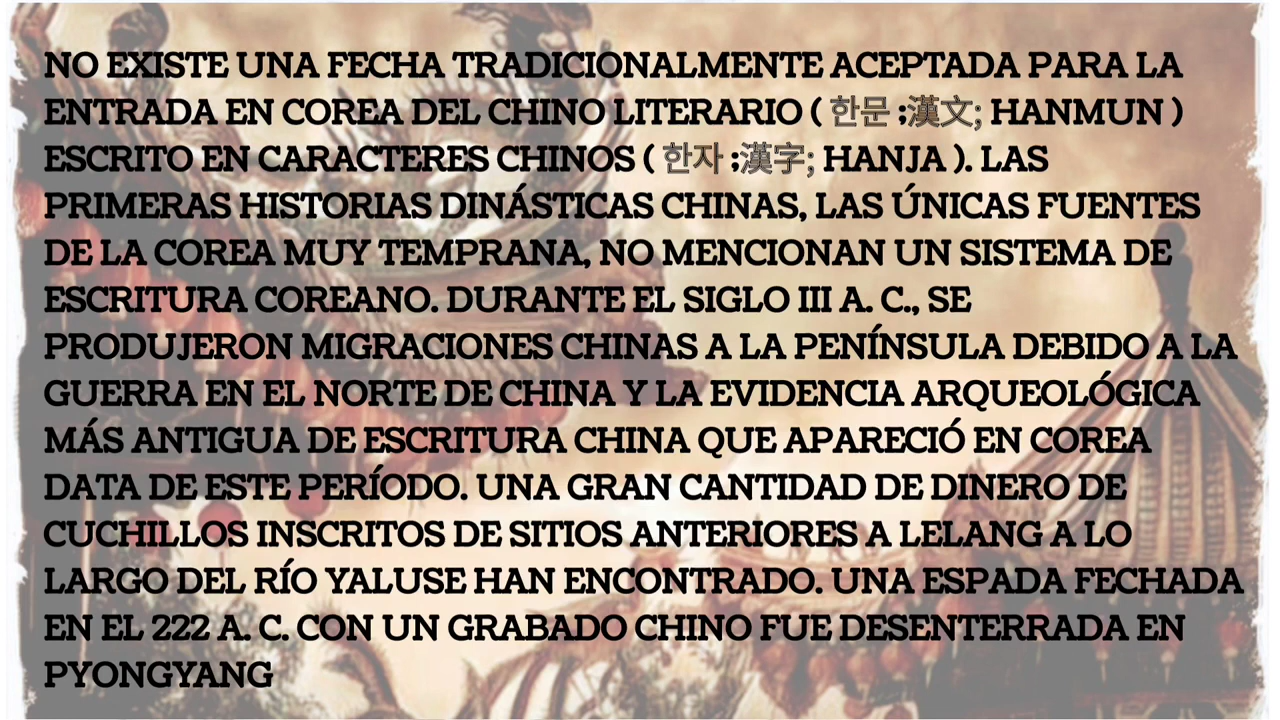 NO EXISTE UNA FECHA TRADICIONALMENTE ACEPTADA PARA LA
ENTRADA EN COREA DEL CHINO LITERARIO ( 한문 ;漢文; HANMUN )
ESCRITO EN CARACTERES CHINOS ( 한자 ;漢字; HANJA ). LAS
PRIMERAS HISTORIAS DINÁSTICAS CHINAS, LAS ÚNICAS FUENTES
DE LA COREA MUY TEMPRANA, NO MENCIONAN UN SISTEMA DE
ESCRITURA COREANO. DURANTE EL SIGLO III A. C., SE
PRODUJERON MIGRACIONES CHINAS A LA PENÍNSULA DEBIDO A LA
GUERRA EN EL NORTE DE CHINA Y LA EVIDENCIA ARQUEOLÓGICA
MÁS ANTIGUA DE ESCRITURA CHINA QUE APARECIÓ EN COREA
DATA DE ESTE PERÍODO. UNA GRAN CANTIDAD DE DINERO DE
CUCHILLOS INSCRITOS DE SITIOS ANTERIORES A LELANG A LO
LARGO DEL RÍO YALUSE HAN ENCONTRADO. UNA ESPADA FECHADA
EN EL 222 A. C. CON UN GRABADO CHINO FUE DESENTERRADA EN
PYONGYANG